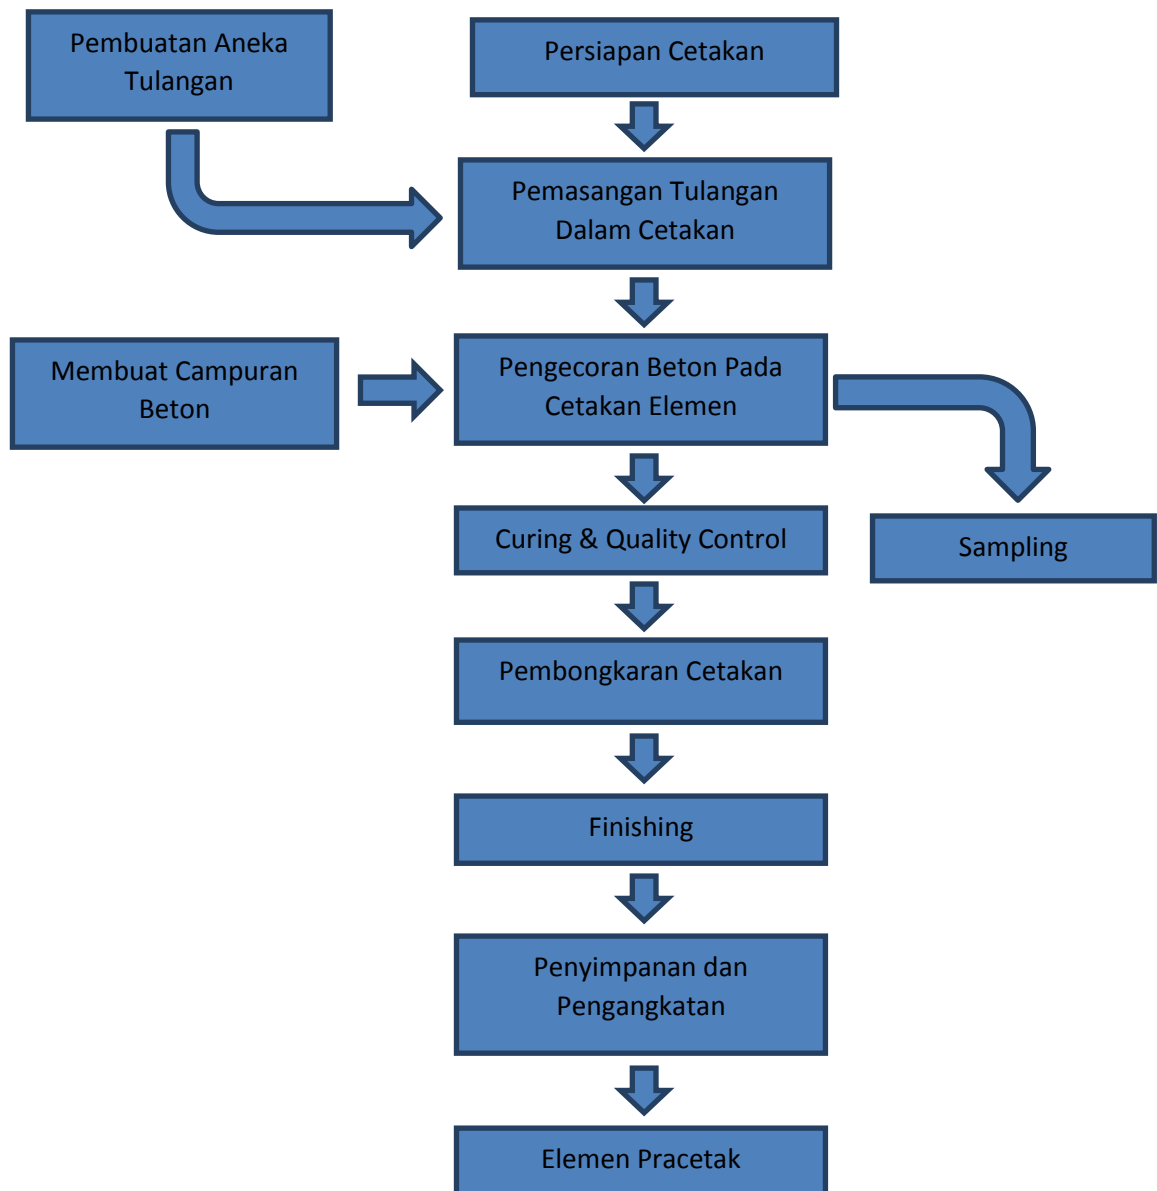 Pembuatan Aneka
Tulangan
Persiapan Cetakan
Pemasangan Tulangan
Dalam Cetakan
Membuat Campuran
Beton
Pengecoran Beton Pada
Cetakan Elemen
Curing & Quality Control
Sampling
Pembongkaran Cetakan
Finishing
Penyimpanan dan
Pengangkatan
Elemen Pracetak